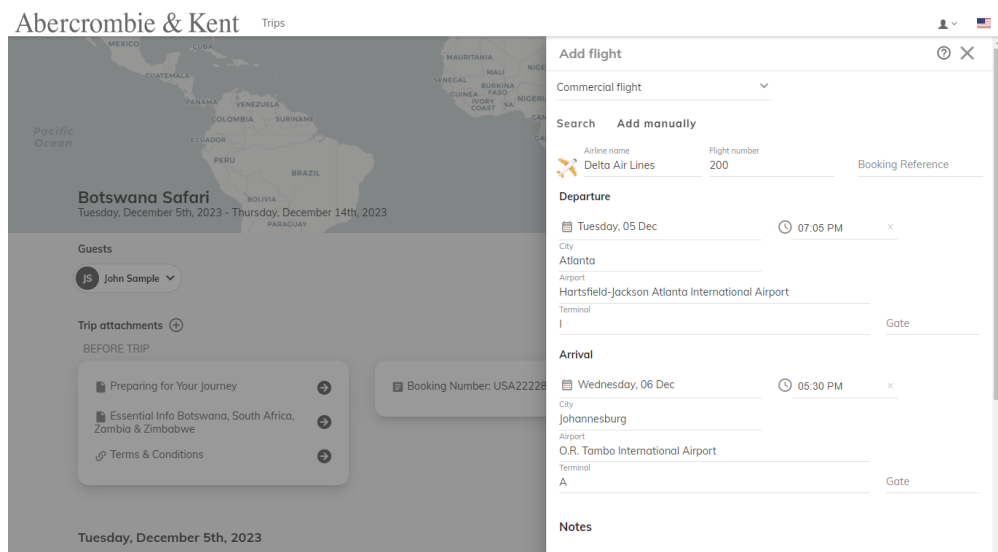 Abercrombie & Kent
Trips
MEXICO
CUBA
GUATEMALA
PANAMA
VENEZUELA
COLOMBIA
SURINAME
ECUADOR
PERU
BRAZIL
BOLIVIA
PARAGUAY
Pacific
Ocean
MAURITANIA
MALI
SENEGAL
BURKINA
FASO
GUINEA
IVORY
COAST
Botswana Safari
Tuesday, December 5th, 2023 - Thursday, December 14th, 2023
Guests
JS John Sample
Trip attachments
BEFORE TRIP
Preparing for Your Journey
Essential Info Botswana, South Africa,
Zambia & Zimbabwe
Terms & Conditions
Booking Number: USA22228
Tuesday, December 5th, 2023
Add flight
Commercial flight
Search Add manually
Airline name Flight number
Delta Air Lines 200 Booking Reference
Departure
Tuesday, 05 Dec 07:05 PM x
City
Atlanta
Airport
Hartsfield-Jackson Atlanta International Airport
Terminal
I Gate
Arrival
Wednesday, 06 Dec 05:30 PM x
City
Johannesburg
Airport
O.R. Tambo International Airport
Terminal
A Gate
Notes